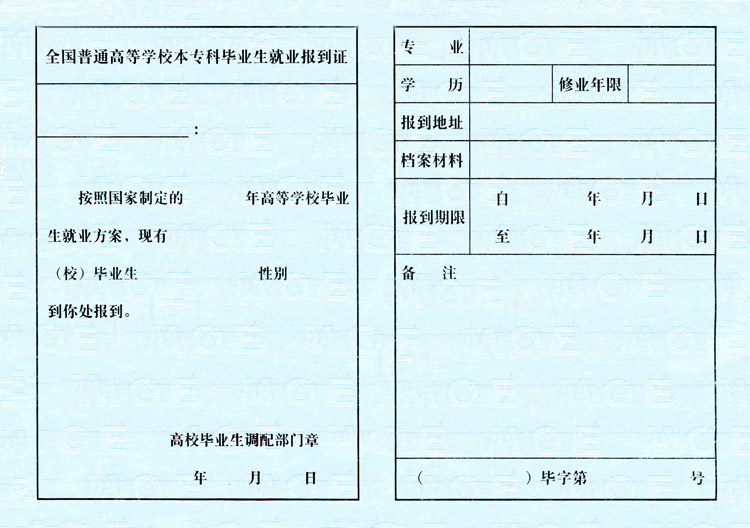 全国普通高等学校本专科毕业生就业报到证
：
按照国家制定的 年高等学校毕业
生就业方案，现有
（校）毕业生 性别
到你处报到。
高校毕业生调配部门章
年 月 日
专 业
学 历 修业年限
报到地址
档案材料
报到期限
自 年 月 日
至 年 月 日
备 注
（ ）毕字第 号